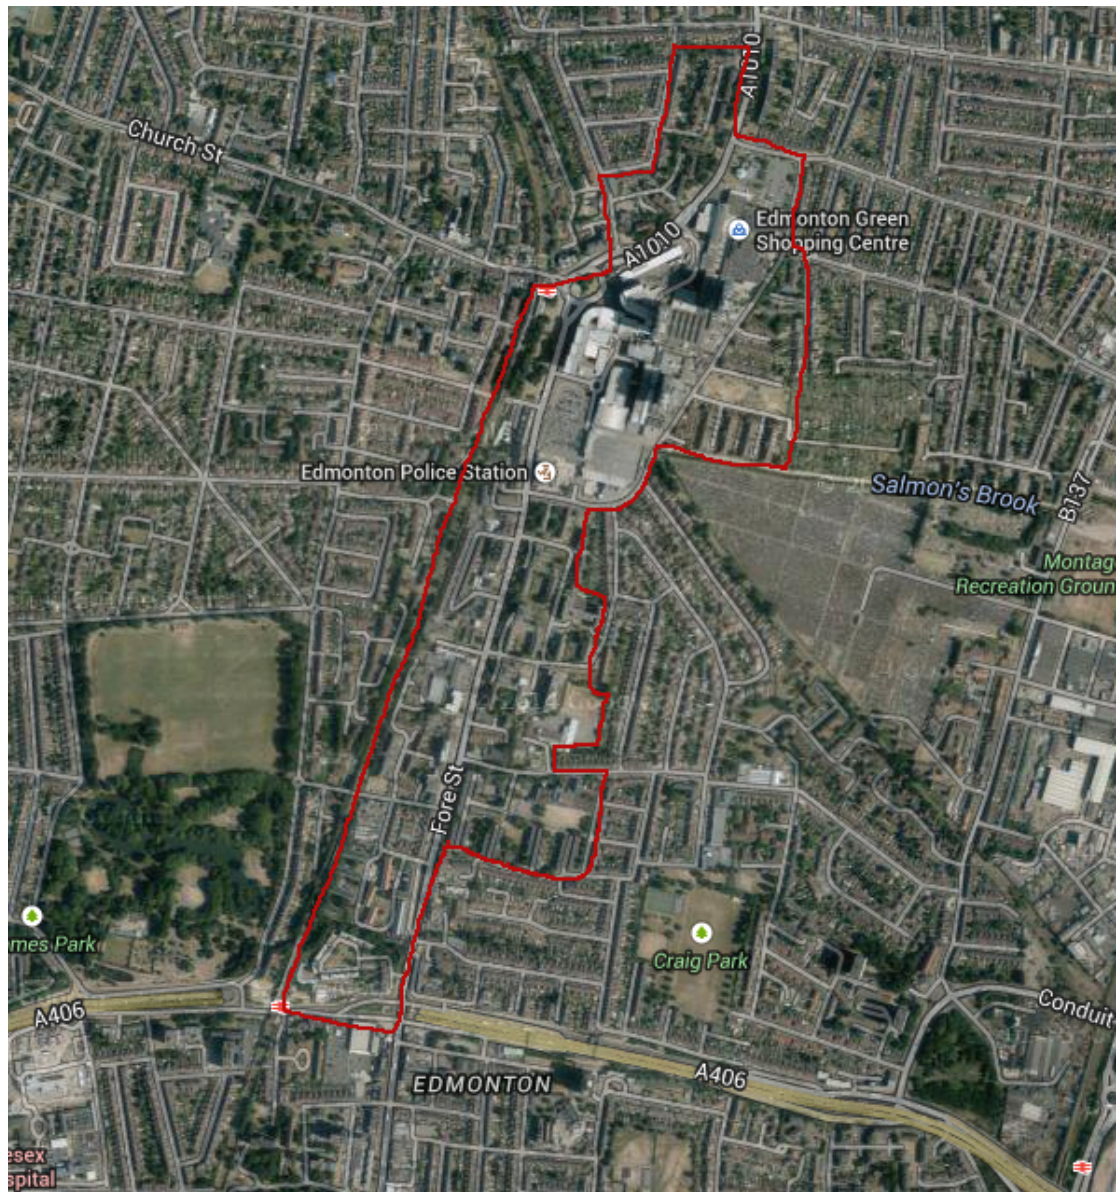 A1010
Church St
Edmonton Green
Shopping Centre
A1010
Edmonton Police Station
Salmon's Brook
B137
Montag
Recreation Groun
Fore St
mes Park
Craig Park
A406
Conduit
A406
EDMONTON
esex
spital